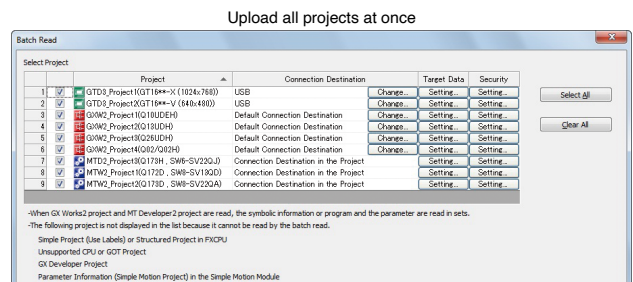 Upload all projects at once
Batch Read
Select Project
Project Connection Destination Target Data Security
1 GTD3_Project1(GT16**-X(1024x768)) USB Change... Setting... Setting...
2 GTD3_Project2(GT16**-V(640x480)) USB Change... Setting... Setting...
3 GXW2_Project1(Q10UDEH) Default Connection Destination Change... Setting... Setting...
4 GXW2_Project2(Q13UDH) Default Connection Destination Change... Setting... Setting...
5 GXW2_Project3(Q26UDH) Default Connection Destination Change... Setting... Setting...
6 GXW2_Project4(Q02/Q02H) Default Connection Destination Change... Setting... Setting...
7 MTD2_Project3(Q173H , SW6-SV22QJ) Connection Destination in the Project Setting... Setting...
8 MTW2_Project1(Q172D , SW8-SV13QD) Connection Destination in the Project Setting... Setting...
9 MTW2_Project2(Q173D , SW8-SV22QA) Connection Destination in the Project Setting... Setting...
Select All
Clear All
-When GX Works2 project and MT Developer2 project are read, the symbolic information or program and the parameter are read in sets.
-The following project is not displayed in the list because it cannot be read by the batch read.
Simple Project (Use Labels) or Structured Project in FXCPU
Unsupported CPU or GOT Project
GX Developer Project
Parameter Information (Simple Motion Project) in the Simple Motion Module